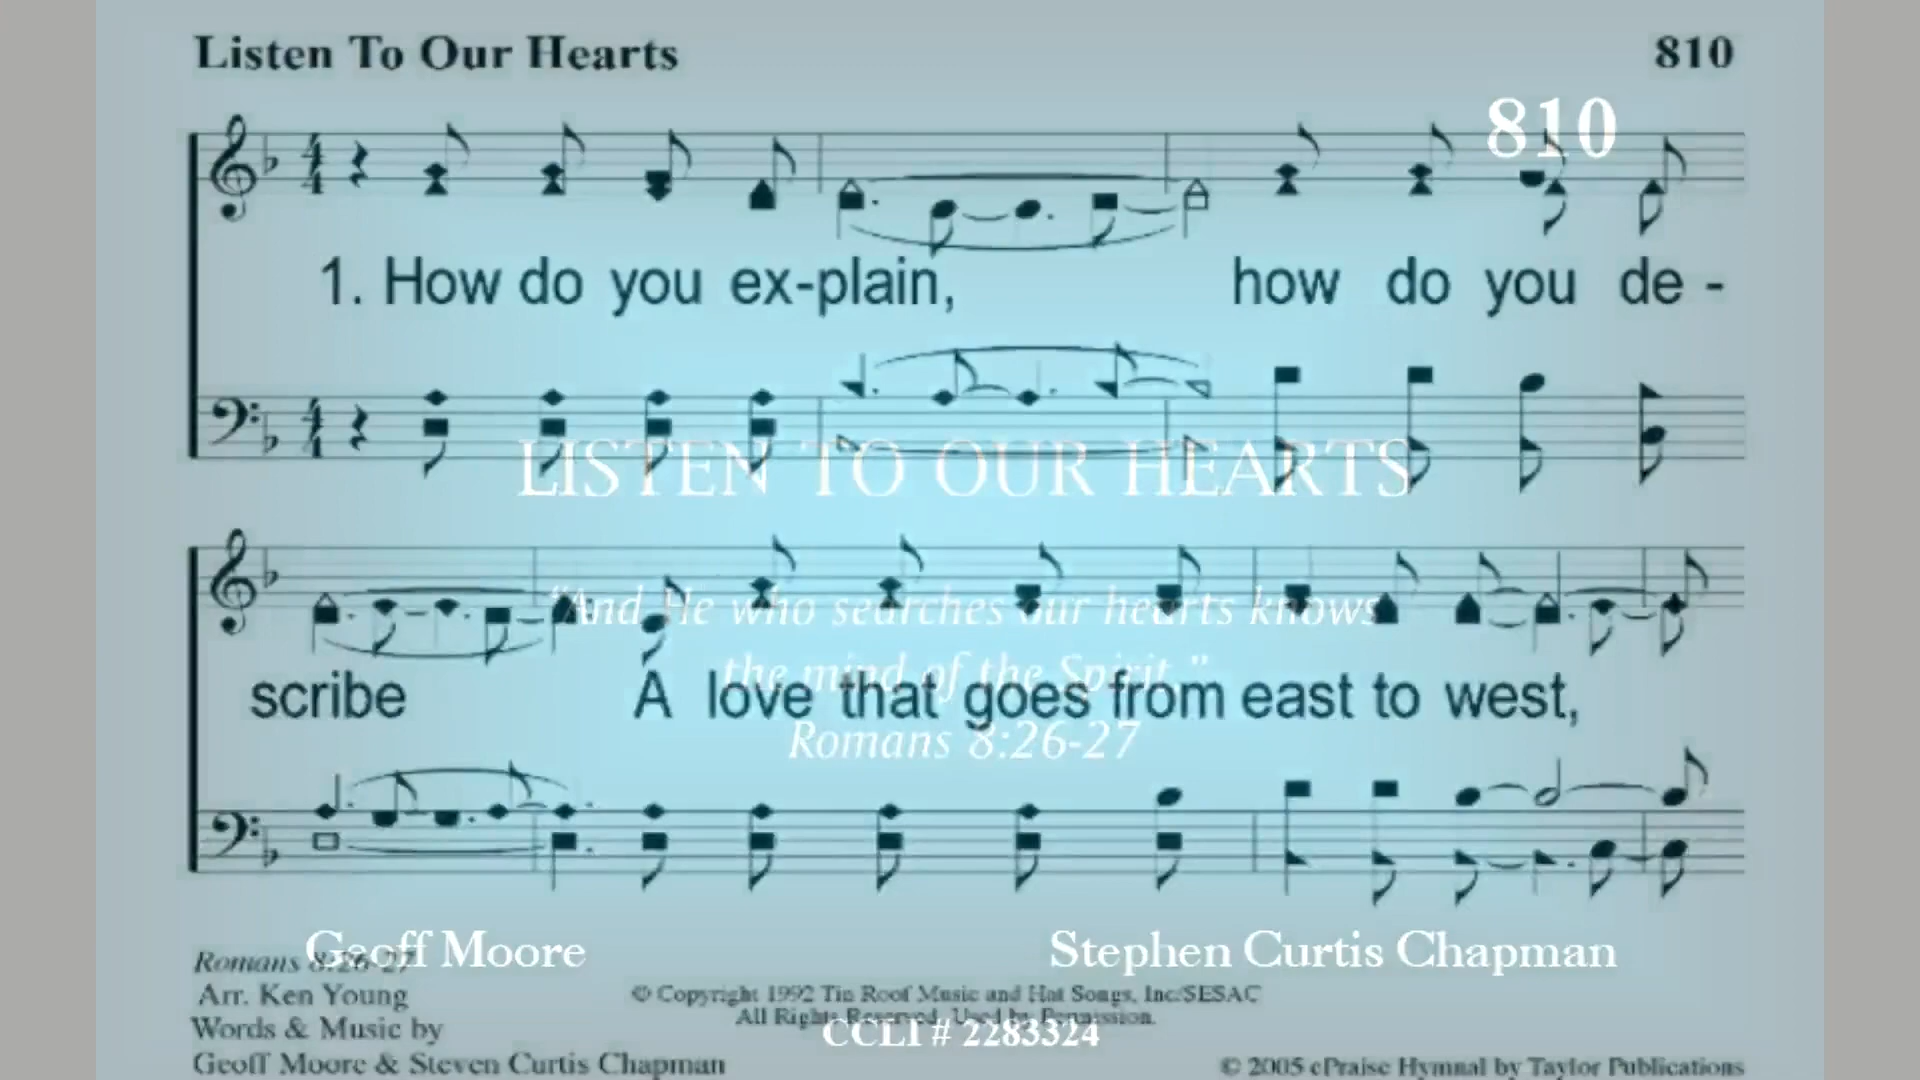 Listen To Our Hearts 810
810
1. How do you ex-plain, how do you de -
LISTEN TO OUR HEARTS
"And He who searches our hearts knows
the mind of the Spirit."
scribe A love that goes from east to west,
Romans 8:26-27
Geoff Moore Stephen Curtis Chapman
Romans 8:26-27
Arr. Ken Young
© Copyright 1992 Tin Roof Music and Hat Songs, Inc/SESAC
Words & Music by
All Rights Reserved. Used by Permission.
CCLI # 2283324
Geoff Moore & Steven Curtis Chapman
© 2005 ePraise Hymnal by Taylor Publications